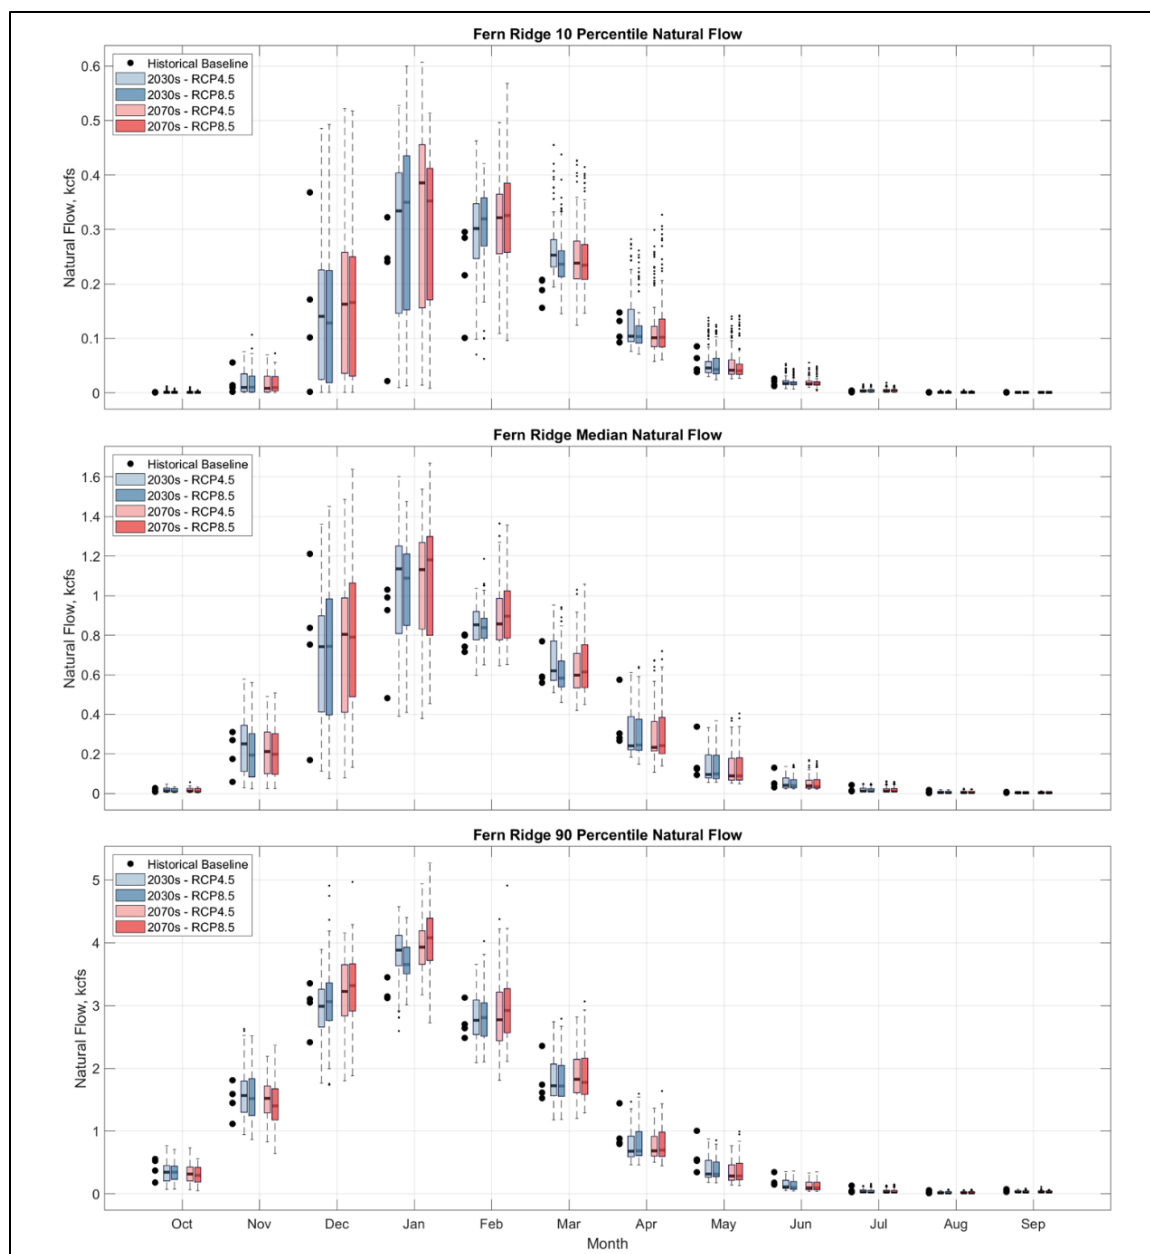 Fern Ridge 10 Percentile Natural Flow
Historical Baseline
2030s - RCP4.5
2030s - RCP8.5
2070s - RCP4.5
2070s - RCP8.5
Natural Flow, kcfs
0.6
0.5
0.4
0.3
0.2
0.1
0
Fern Ridge Median Natural Flow
Historical Baseline
2030s - RCP4.5
2030s - RCP8.5
2070s - RCP4.5
2070s - RCP8.5
Natural Flow, kcfs
1.6
1.4
1.2
1
0.8
0.6
0.4
0.2
0
Fern Ridge 90 Percentile Natural Flow
Historical Baseline
2030s - RCP4.5
2030s - RCP8.5
2070s - RCP4.5
2070s - RCP8.5
Natural Flow, kcfs
5
4
3
2
1
0
Oct Nov Dec Jan Feb Mar Apr May Jun Jul Aug Sep
Month